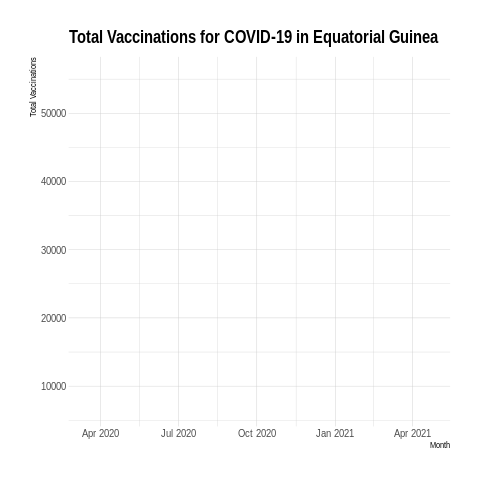 Total Vaccinations for COVID-19 in Equatorial Guinea
Total Vaccinations
50000
40000
30000
20000
10000
Apr 2020 Jul 2020 Oct 2020 Jan 2021 Apr 2021
Month